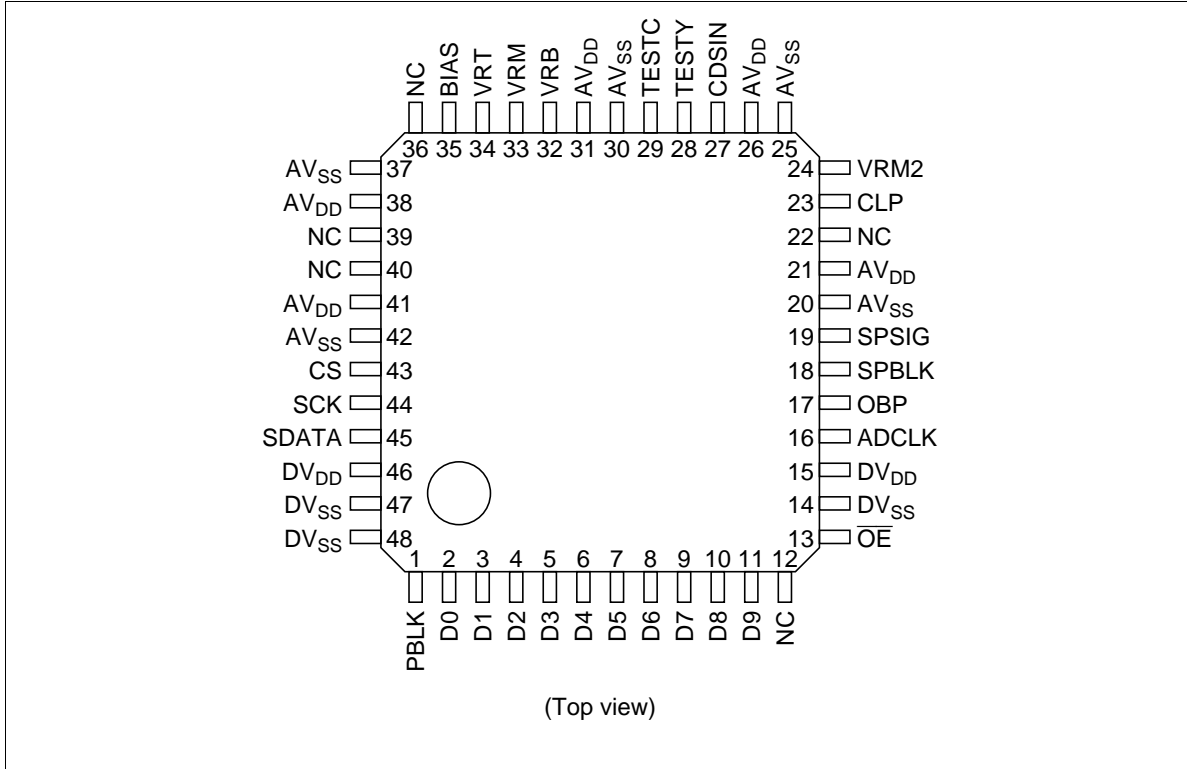 NC
BIAS
VRT
VRM
VRB
AVDD
AVSS
TESTC
TESTY
CDSIN
AVDD
AVSS
36 35 34 33 32 31 30 29 28 27 26 25
AVSS 37 24 VRM2
AVDD 38 23 CLP
NC 39 22 NC
NC 40 21 AVDD
AVDD 41 20 AVSS
AVSS 42 19 SPSIG
CS 43 18 SPBLK
SCK 44 17 OBP
SDATA 45 16 ADCLK
DVDD 46 15 DVDD
DVSS 47 14 DVSS
DVSS 48 13 O̅E̅
1 2 3 4 5 6 7 8 9 10 11 12
PBLK
D0
D1
D2
D3
D4
D5
D6
D7
D8
D9
NC
(Top view)